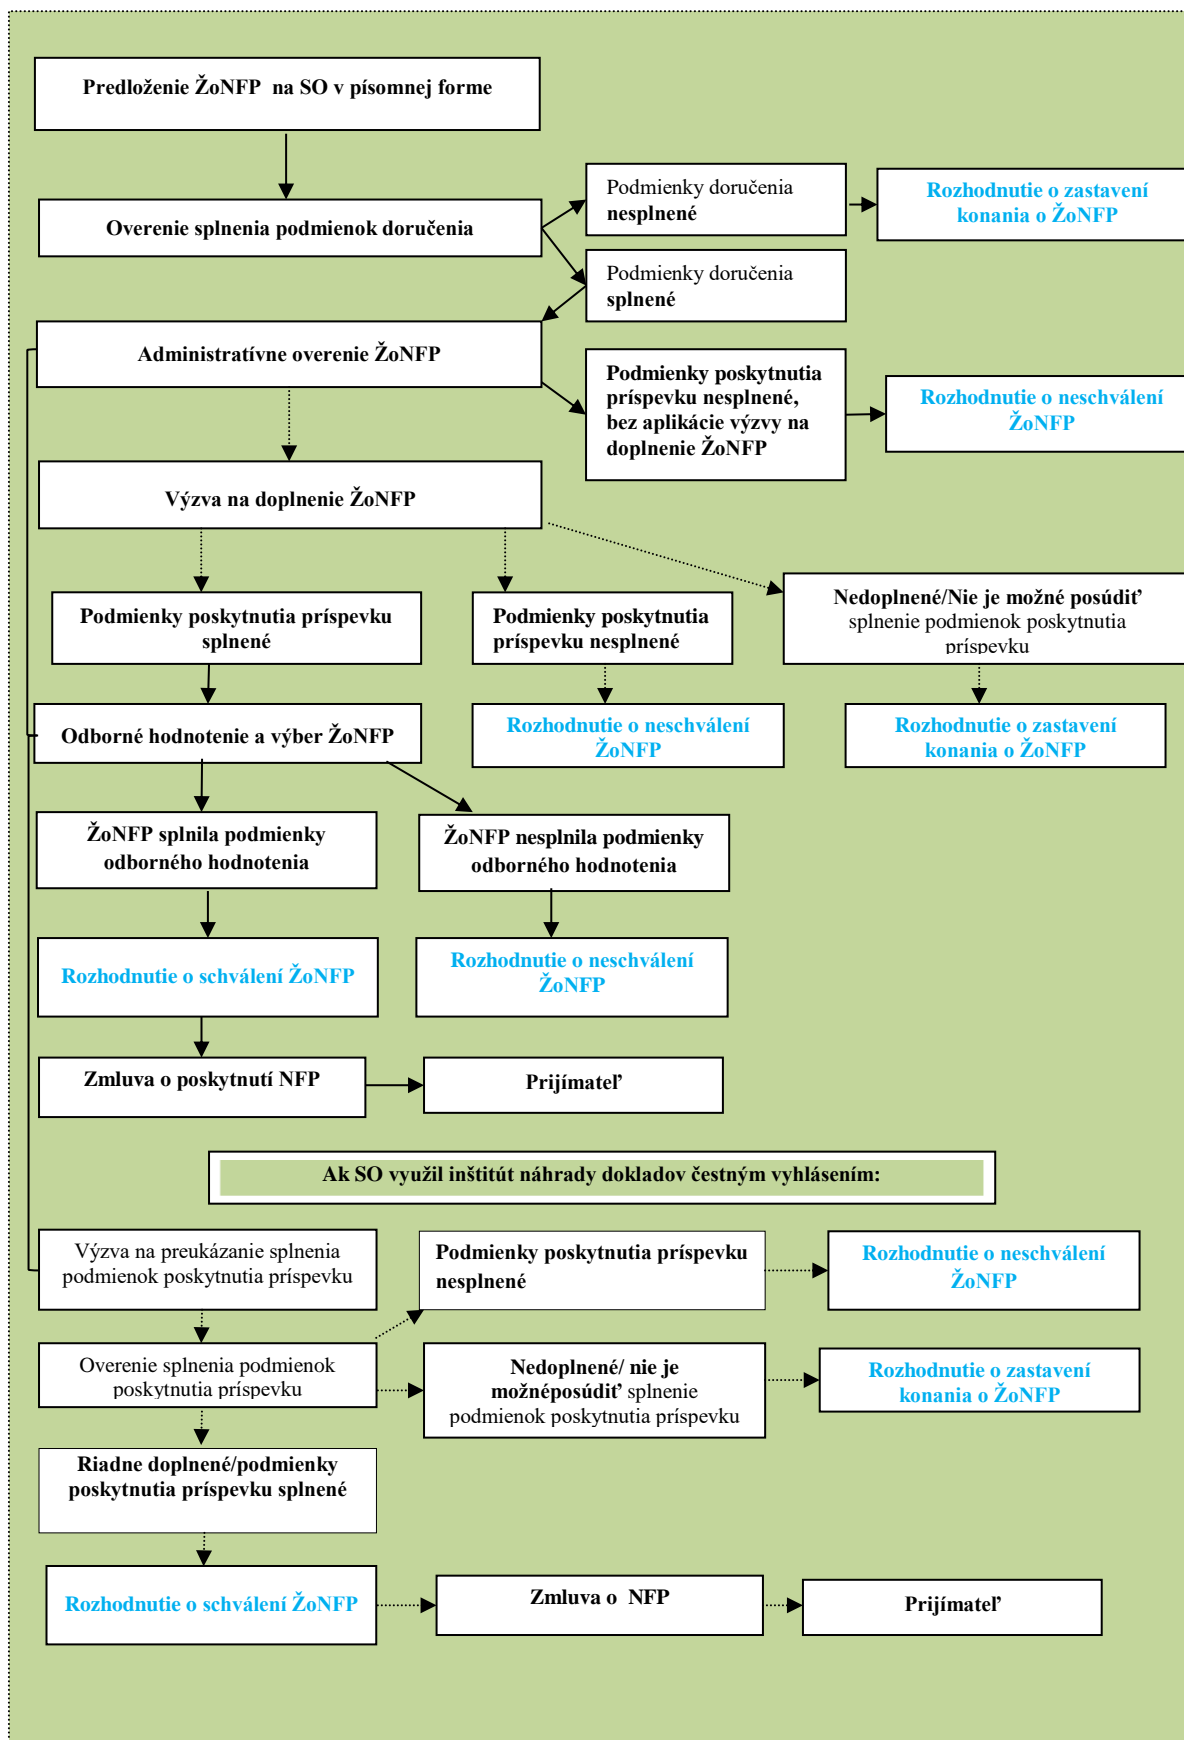 Predloženie ŽoNFP na SO v písomnej forme
Podmienky doručenia
nesplnené
Rozhodnutie o zastavení
konania o ŽoNFP
Overenie splnenia podmienok doručenia
Podmienky doručenia
splnené
Administratívne overenie ŽoNFP
Podmienky poskytnutia
príspevku nesplnené,
bez aplikácie výzvy na
doplnenie ŽoNFP
Rozhodnutie o neschválení
ŽoNFP
Výzva na doplnenie ŽoNFP
Podmienky poskytnutia príspevku
splnené
Podmienky poskytnutia
príspevku nesplnené
Nedoplnené/Nie je možné posúdiť
splnenie podmienok poskytnutia
príspevku
Odborné hodnotenie a výber ŽoNFP
Rozhodnutie o neschválení
ŽoNFP
Rozhodnutie o zastavení
konania o ŽoNFP
ŽoNFP splnila podmienky
odborného hodnotenia
ŽoNFP nesplnila podmienky
odborného hodnotenia
Rozhodnutie o schválení ŽoNFP
Rozhodnutie o neschválení
ŽoNFP
Zmluva o poskytnutí NFP
Prijímateľ
Ak SO využil inštitút náhrady dokladov čestným vyhlásením:
Výzva na preukázanie splnenia
podmienok poskytnutia príspevku
Podmienky poskytnutia príspevku
nesplnené
Rozhodnutie o neschválení
ŽoNFP
Overenie splnenia podmienok
poskytnutia príspevku
Nedoplnené/ nie je
možnéposúdiť splnenie
podmienok poskytnutia príspevku
Rozhodnutie o zastavení
konania o ŽoNFP
Riadne doplnené/podmienky
poskytnutia príspevku splnené
Rozhodnutie o schválení ŽoNFP
Zmluva o NFP
Prijímateľ